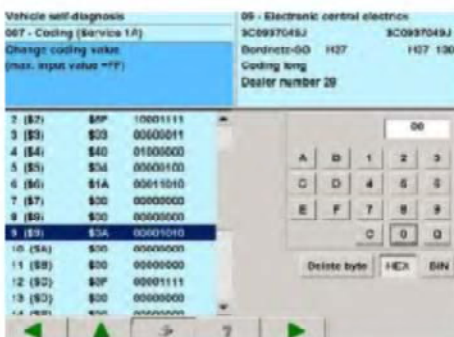 Vehicle self-diagnosis
007 - Coding (Service 1A)
Change coding value
(max. input value =FF)
09 - Electronic central electrics
3C0937049J 3C0937049J
Bordnetz-SG H37
Coding long
Dealer number 28
2 ($2) $8F 10001111
3 ($3) $03 00000011
4 ($4) $40 01000000
5 ($5) $04 00000100
6 ($6) $1A 00011010
7 ($7) $00 00000000
8 ($8) $00 00000000
9 ($9) $0A 00001010
10 ($A) $00 00000000
11 ($B) $00 00000000
12 ($C) $0F 00001111
13 ($D) $00 00000000
00
A B 1 2 3
C D 4 5 6
E F 7 8 9
C 0 Q
Delete byte HEX BIN
?